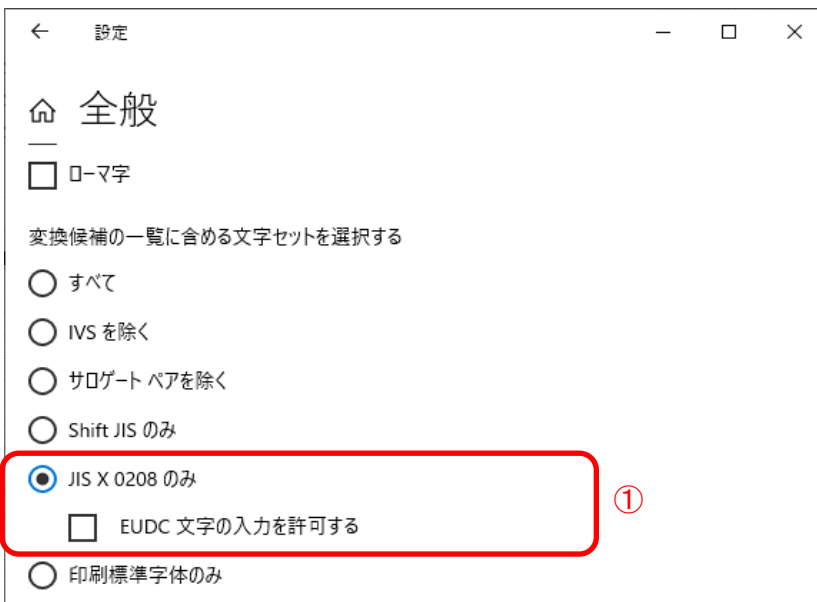 設定
全般
ローマ字
変換候補の一覧に含める文字セットを選択する
すべて
IVS を除く
サロゲート ペアを除く
Shift JIS のみ
JIS X 0208 のみ
①
EUDC 文字の入力を許可する
印刷標準字体のみ